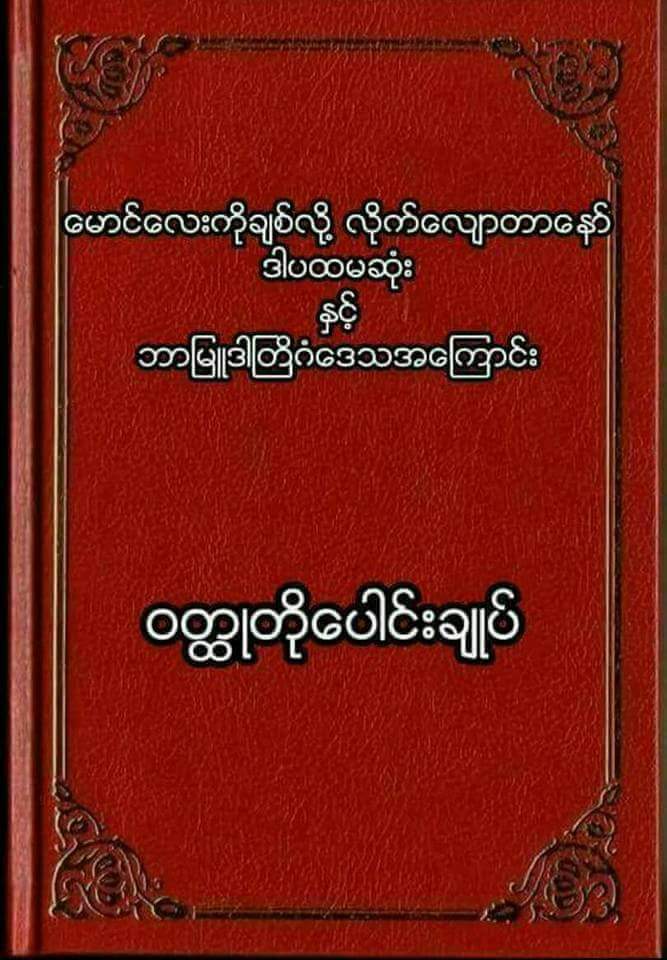 မောင်လေးကိုချစ်လို့ လိုက်လျောတာနော်
ဒါပထမဆုံး
နှင့်
ဘာမြူဒါတြိဂံဒေသအကြောင်း
ဝတ္ထုတိုပေါင်းချုပ်